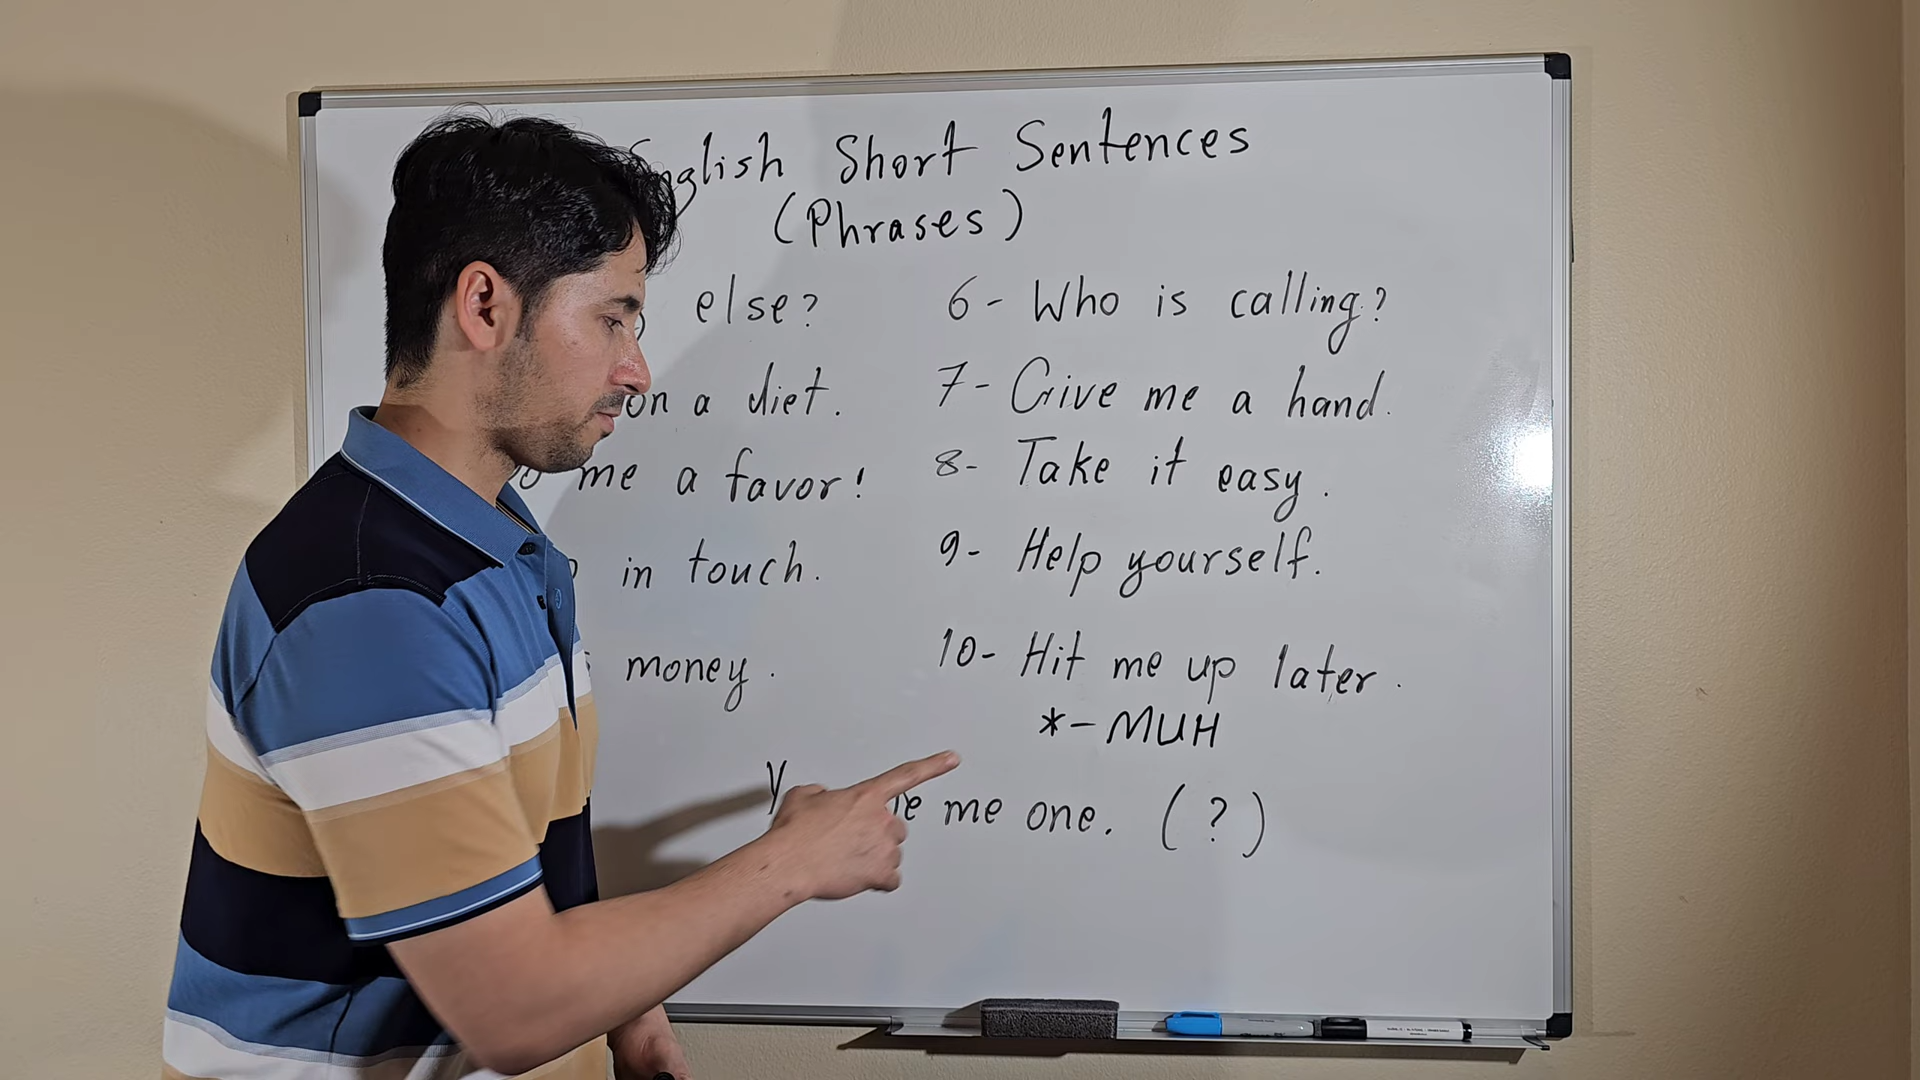 English Short Sentences
(Phrases)
else?
on a diet.
me a favor!
in touch.
money.
6- Who is calling?
7- Give me a hand.
8- Take it easy.
9- Help yourself.
10- Hit me up later.
*- MUH
me one. (?)